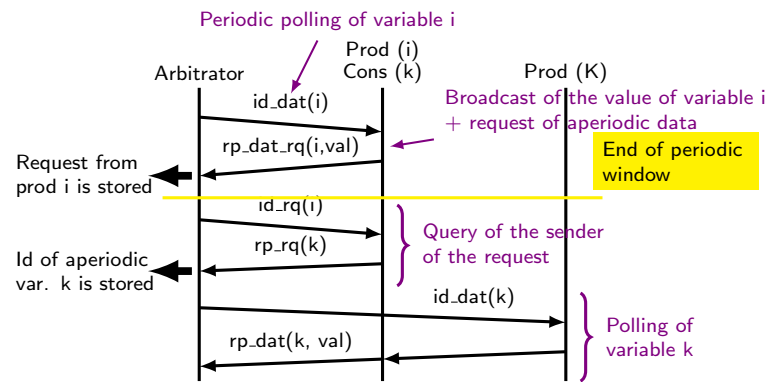 Periodic polling of variable i
Prod (i)
Arbitrator
Cons (k)
Prod (K)
id_dat(i)
Broadcast of the value of variable i
+ request of aperiodic data
rp_dat_rq(i,val)
End of periodic
window
Request from
prod i is stored
id_rq(i)
Query of the sender
of the request
rp_rq(k)
Id of aperiodic
var. k is stored
id_dat(k)
Polling of
variable k
rp_dat(k, val)